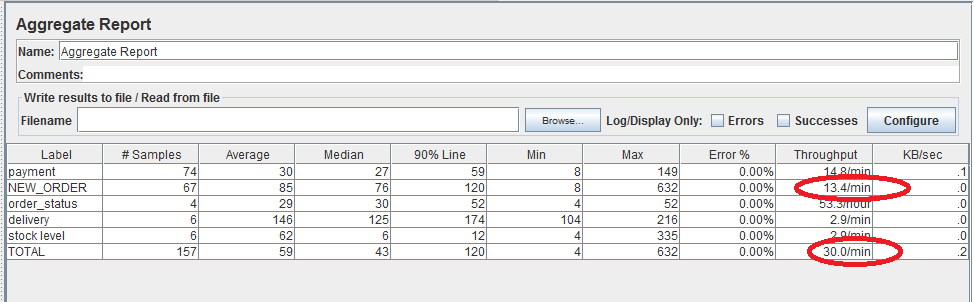 Aggregate Report
Name: Aggregate Report
Comments:
Write results to file / Read from file
Filename Browse... Log/Display Only: Errors Successes Configure
Label # Samples Average Median 90% Line Min Max Error % Throughput KB/sec
payment 74 30 27 59 8 149 0.00% 14.8/min .1
NEW_ORDER 67 85 76 120 8 632 0.00% 13.4/min .0
order_status 4 29 30 52 4 52 0.00% 53.3/hour .0
delivery 6 146 125 174 104 216 0.00% 2.9/min .0
stock level 6 62 6 12 4 335 0.00% 2.9/min .0
TOTAL 157 59 43 120 4 632 0.00% 30.0/min .2